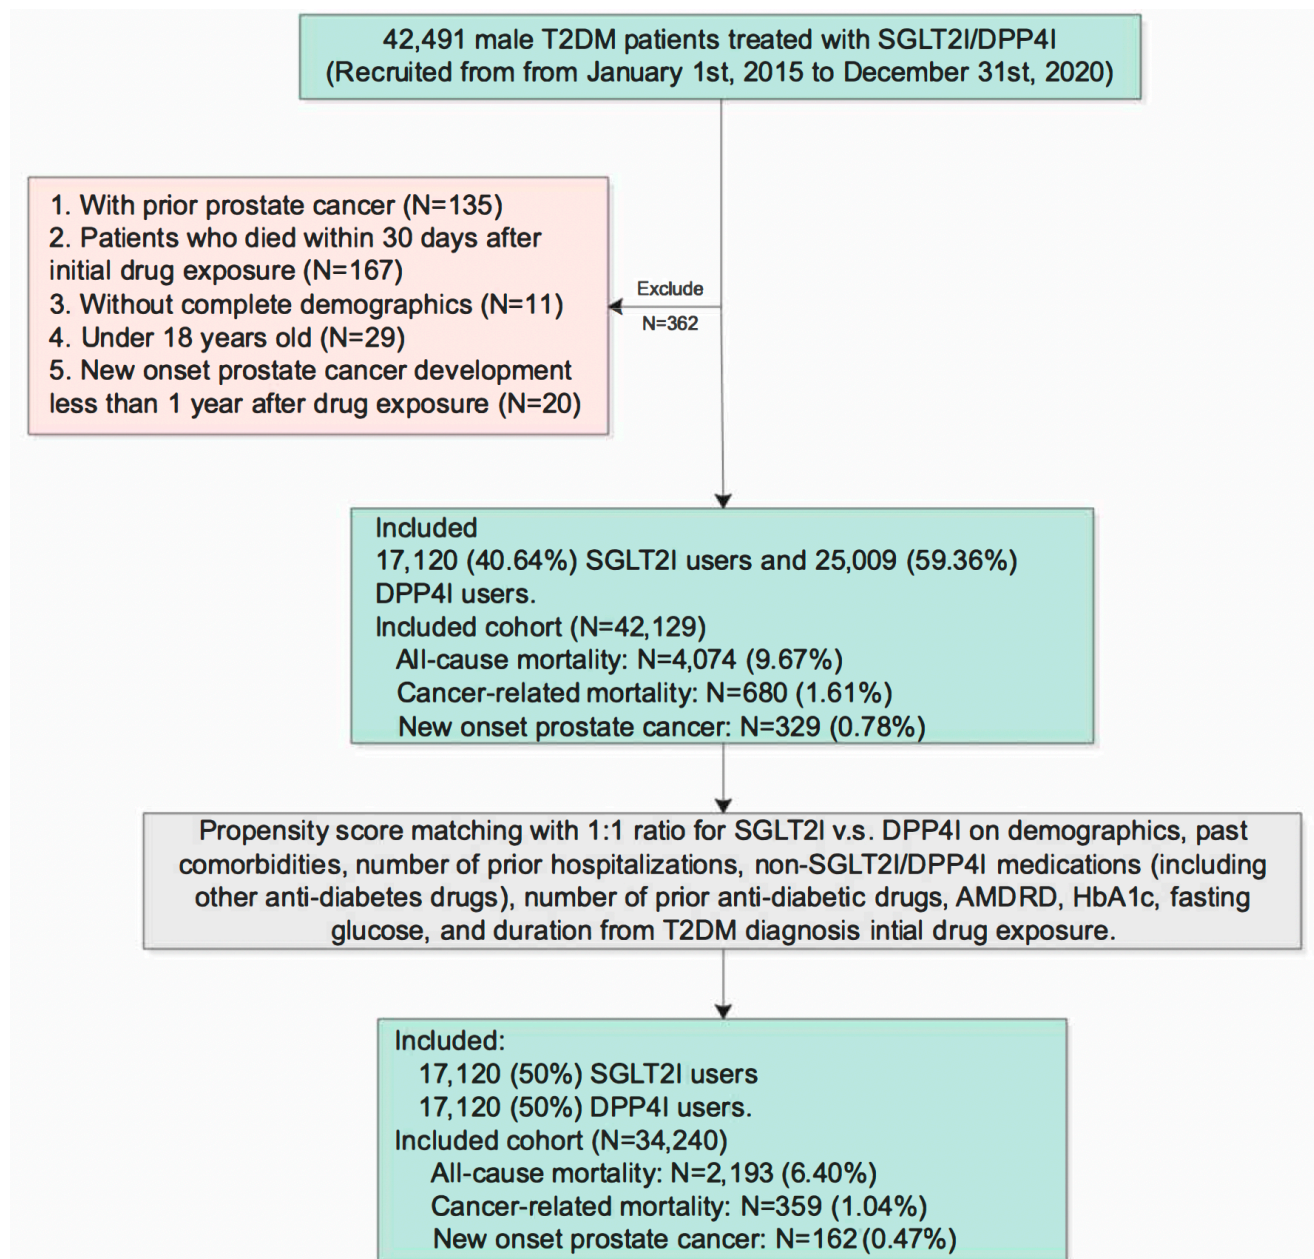 42,491 male T2DM patients treated with SGLT2I/DPP4I
(Recruited from from January 1st, 2015 to December 31st, 2020)
1. With prior prostate cancer (N=135)
2. Patients who died within 30 days after
initial drug exposure (N=167)
3. Without complete demographics (N=11)
4. Under 18 years old (N=29)
5. New onset prostate cancer development
less than 1 year after drug exposure (N=20)
Exclude
N=362
Included
17,120 (40.64%) SGLT2I users and 25,009 (59.36%)
DPP4I users.
Included cohort (N=42,129)
All-cause mortality: N=4,074 (9.67%)
Cancer-related mortality: N=680 (1.61%)
New onset prostate cancer: N=329 (0.78%)
Propensity score matching with 1:1 ratio for SGLT2I v.s. DPP4I on demographics, past
comorbidities, number of prior hospitalizations, non-SGLT2I/DPP4I medications (including
other anti-diabetes drugs), number of prior anti-diabetic drugs, AMDRD, HbA1c, fasting
glucose, and duration from T2DM diagnosis intial drug exposure.
Included:
17,120 (50%) SGLT2I users
17,120 (50%) DPP4I users.
Included cohort (N=34,240)
All-cause mortality: N=2,193 (6.40%)
Cancer-related mortality: N=359 (1.04%)
New onset prostate cancer: N=162 (0.47%)